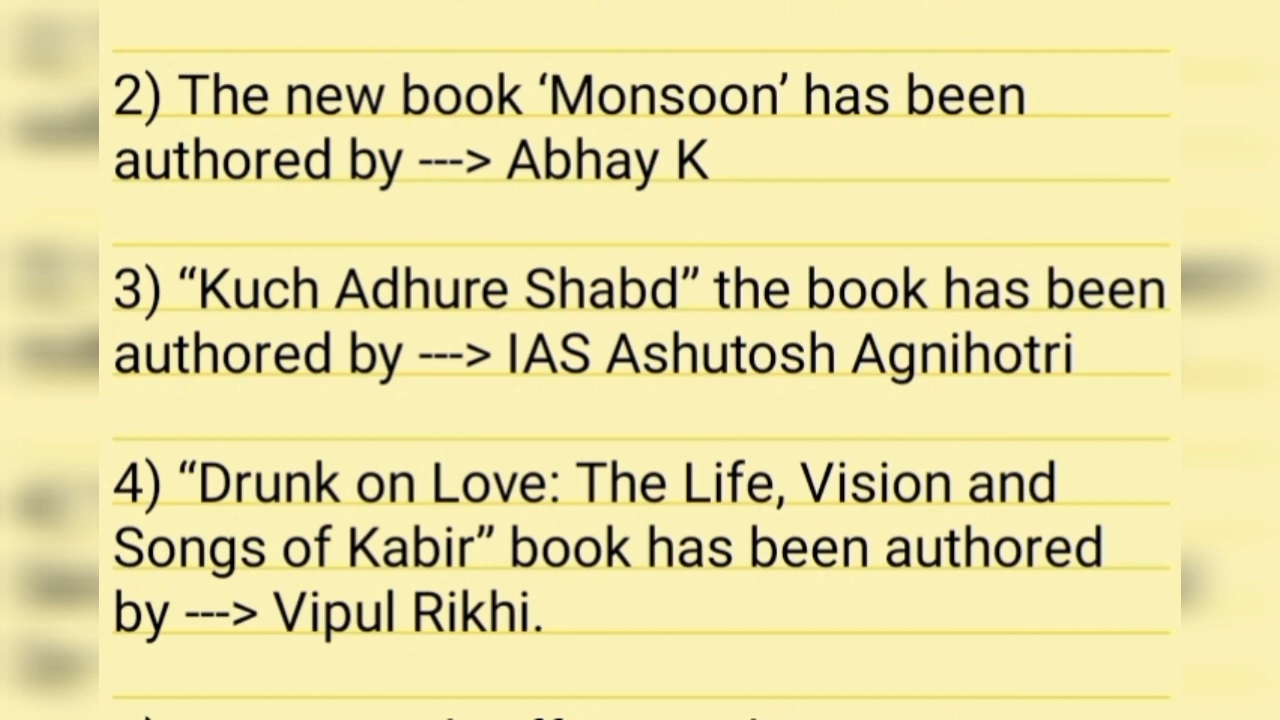 2) The new book ‘Monsoon’ has been
authored by ---> Abhay K
3) “Kuch Adhure Shabd” the book has been
authored by ---> IAS Ashutosh Agnihotri
4) “Drunk on Love: The Life, Vision and
Songs of Kabir” book has been authored
by ---> Vipul Rikhi.